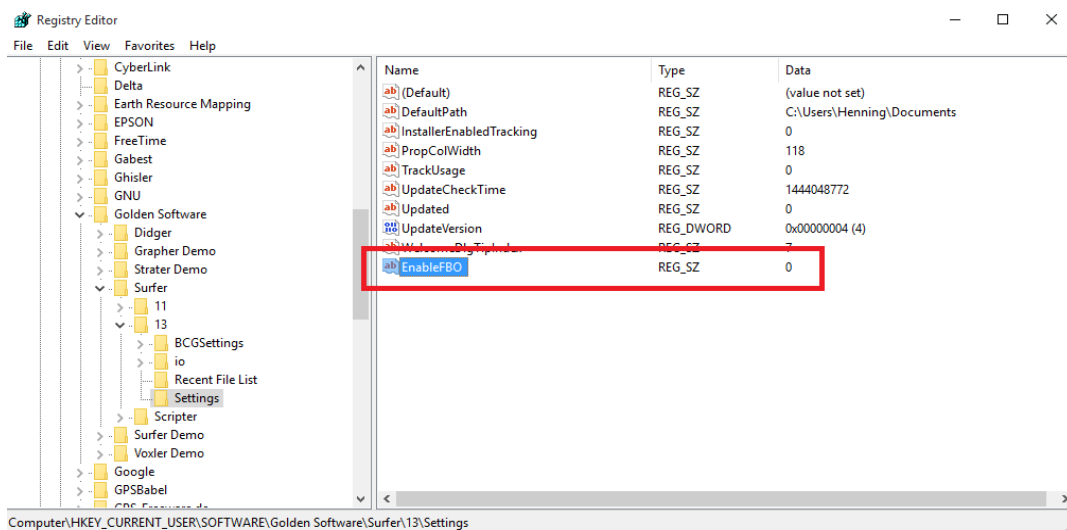 Registry Editor
File Edit View Favorites Help
CyberLink
Delta
Earth Resource Mapping
EPSON
FreeTime
Gabest
Ghisler
GNU
Golden Software
Didger
Grapher Demo
Strater Demo
Surfer
11
13
BCGSettings
io
Recent File List
Settings
Scripter
Surfer Demo
Voxler Demo
Google
GPSBabel
Name Type Data
(Default) REG_SZ (value not set)
DefaultPath REG_SZ C:\Users\Henning\Documents
InstallerEnabledTracking REG_SZ 0
PropColWidth REG_SZ 118
TrackUsage REG_SZ 0
UpdateCheckTime REG_SZ 1444048772
Updated REG_SZ 0
UpdateVersion REG_DWORD 0x00000004 (4)
WelcomeDlgTipIndex REG_SZ 7
EnableFBO REG_SZ 0
Computer\HKEY_CURRENT_USER\SOFTWARE\Golden Software\Surfer\13\Settings